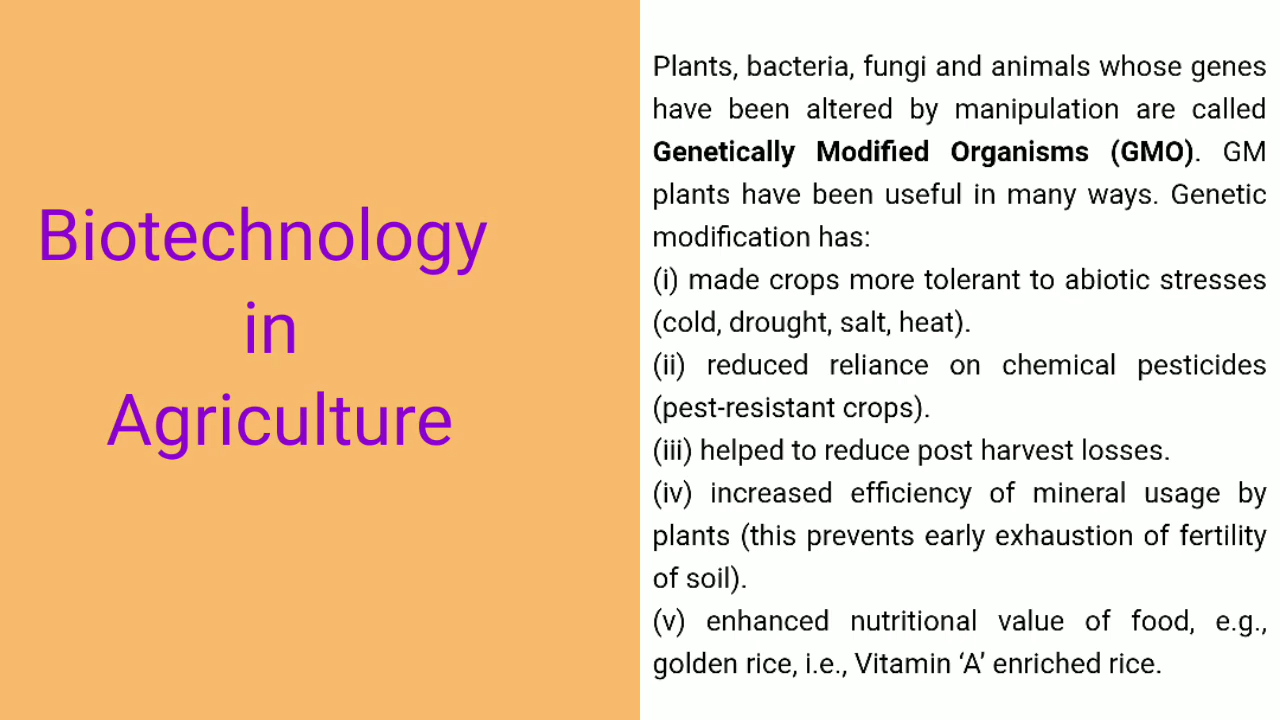 Biotechnology
in
Agriculture
Plants, bacteria, fungi and animals whose genes
have been altered by manipulation are called
Genetically Modified Organisms (GMO). GM
plants have been useful in many ways. Genetic
modification has:
(i) made crops more tolerant to abiotic stresses
(cold, drought, salt, heat).
(ii) reduced reliance on chemical pesticides
(pest-resistant crops).
(iii) helped to reduce post harvest losses.
(iv) increased efficiency of mineral usage by
plants (this prevents early exhaustion of fertility
of soil).
(v) enhanced nutritional value of food, e.g.,
golden rice, i.e., Vitamin ‘A’ enriched rice.